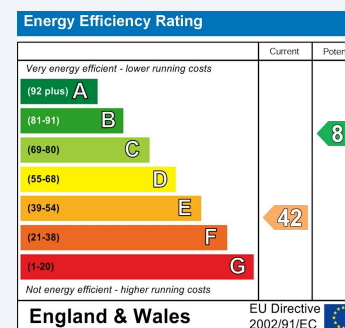 Energy Efficiency Rating
Current
Very energy efficient - lower running costs
(92 plus) A
(81-91) B
(69-80) C
(55-68) D
(39-54) E
42
(21-38) F
(1-20) G
Not energy efficient - higher running costs
England & Wales
EU Directive
2002/91/EC